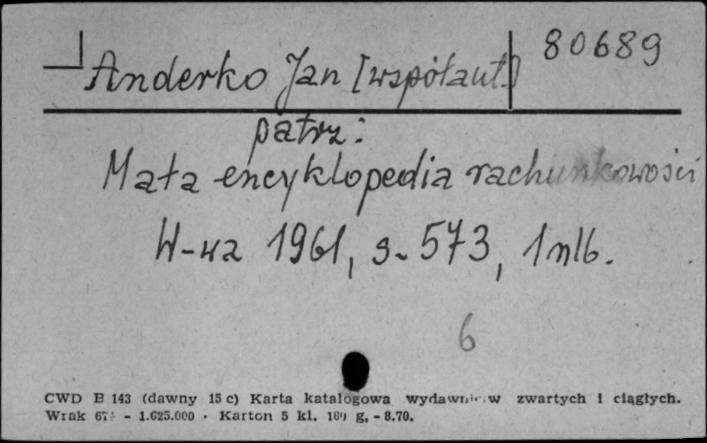 Anderko Jan [współaut.] 80689
patrz:
Mała encyklopedia rachunkowości
W-wa 1961, s. 573, 1 nlb.
6
CWD B 143 (dawny 15 c) Karta katalogowa wydawnictw zwartych i ciągłych.
Wrak - 1.625.000 · Karton 5 kl. g, - 8.70.